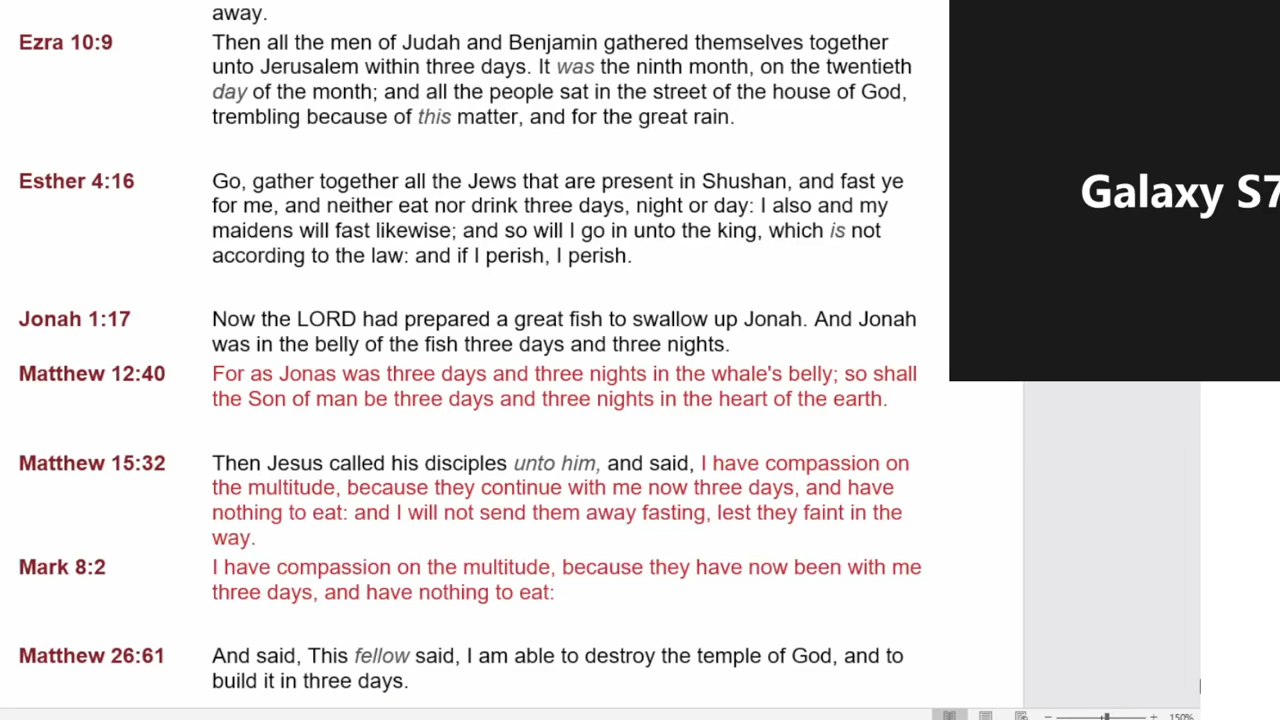 away.
Ezra 10:9 Then all the men of Judah and Benjamin gathered themselves together
unto Jerusalem within three days. It was the ninth month, on the twentieth
day of the month; and all the people sat in the street of the house of God,
trembling because of this matter, and for the great rain.
Esther 4:16 Go, gather together all the Jews that are present in Shushan, and fast ye
for me, and neither eat nor drink three days, night or day: I also and my
maidens will fast likewise; and so will I go in unto the king, which is not
according to the law: and if I perish, I perish.
Jonah 1:17 Now the LORD had prepared a great fish to swallow up Jonah. And Jonah
was in the belly of the fish three days and three nights.
Matthew 12:40 For as Jonas was three days and three nights in the whale's belly; so shall
the Son of man be three days and three nights in the heart of the earth.
Matthew 15:32 Then Jesus called his disciples unto him, and said, I have compassion on
the multitude, because they continue with me now three days, and have
nothing to eat: and I will not send them away fasting, lest they faint in the
way.
Mark 8:2 I have compassion on the multitude, because they have now been with me
three days, and have nothing to eat:
Matthew 26:61 And said, This fellow said, I am able to destroy the temple of God, and to
build it in three days.
Galaxy S7
150%